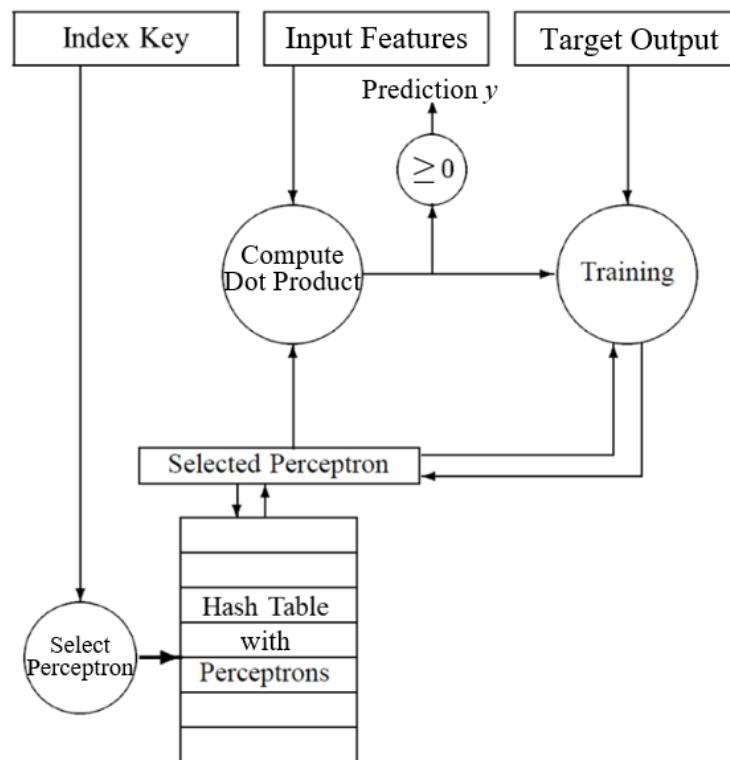 Index Key
Input Features
Target Output
Prediction y
≥ 0
Compute
Dot Product
Training
Selected Perceptron
Hash Table
with
Perceptrons
Select
Perceptron